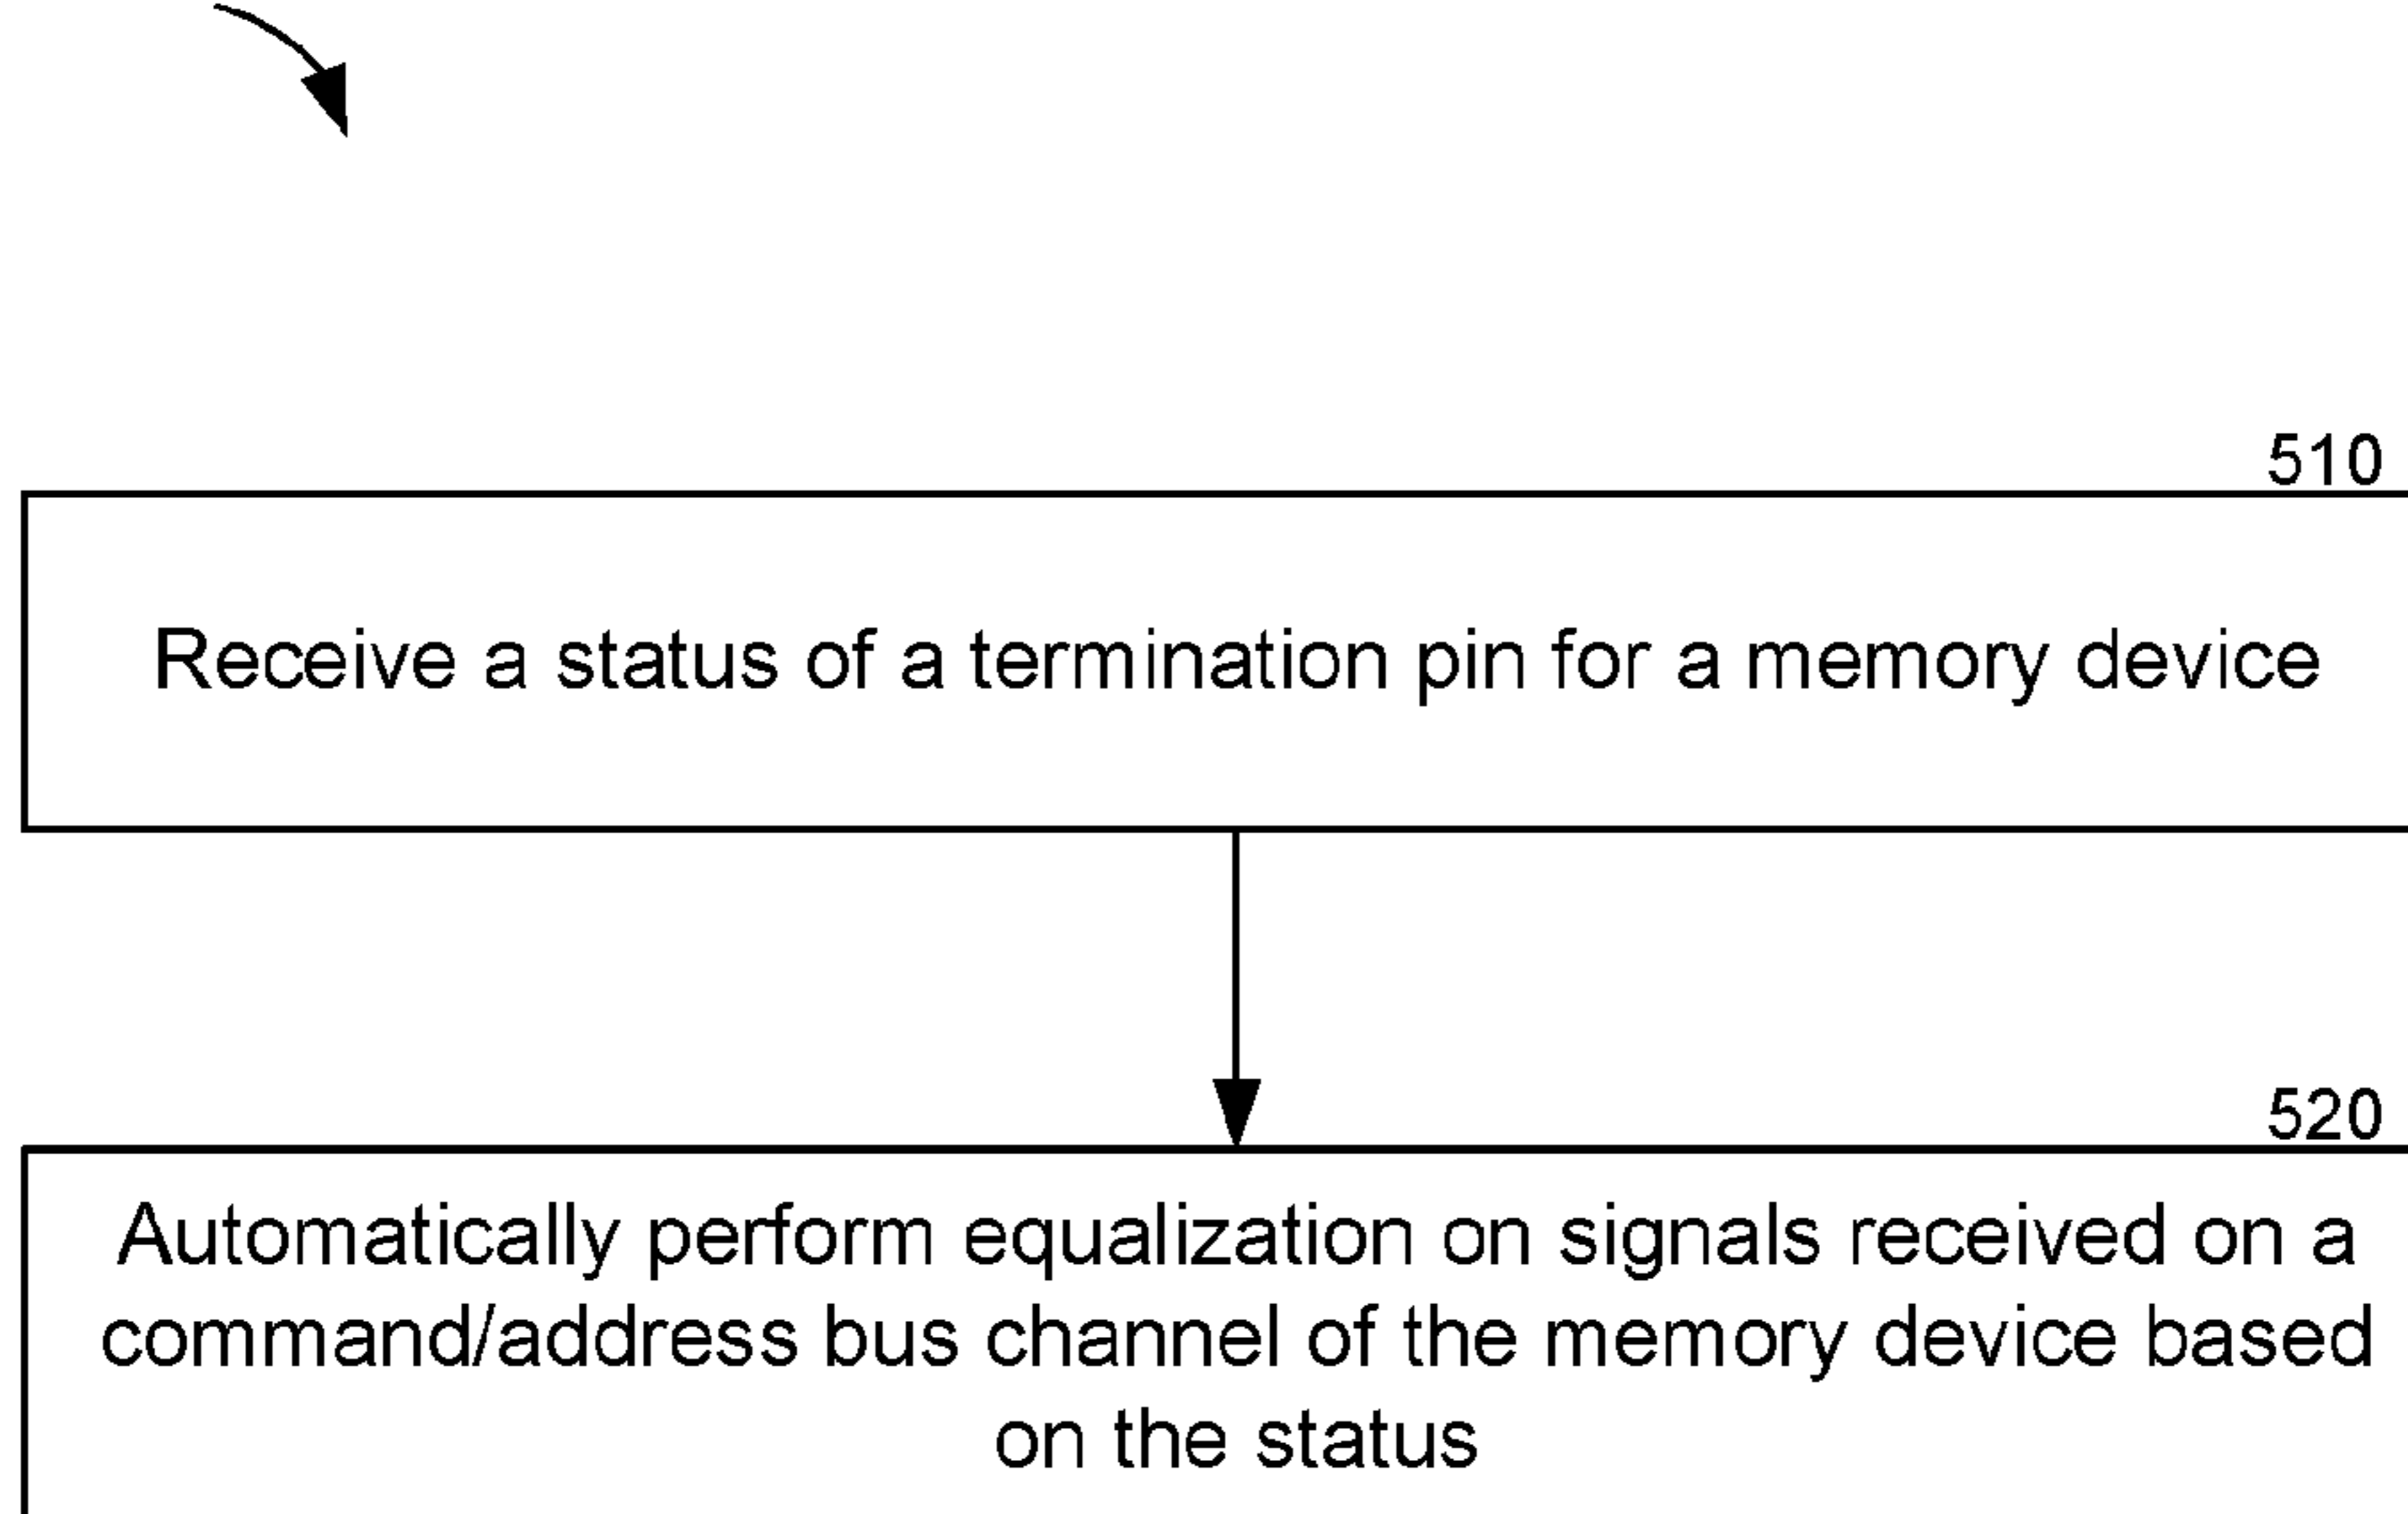 510
Receive a status of a termination pin for a memory device
520
Automatically perform equalization on signals received on a
command/address bus channel of the memory device based
on the status